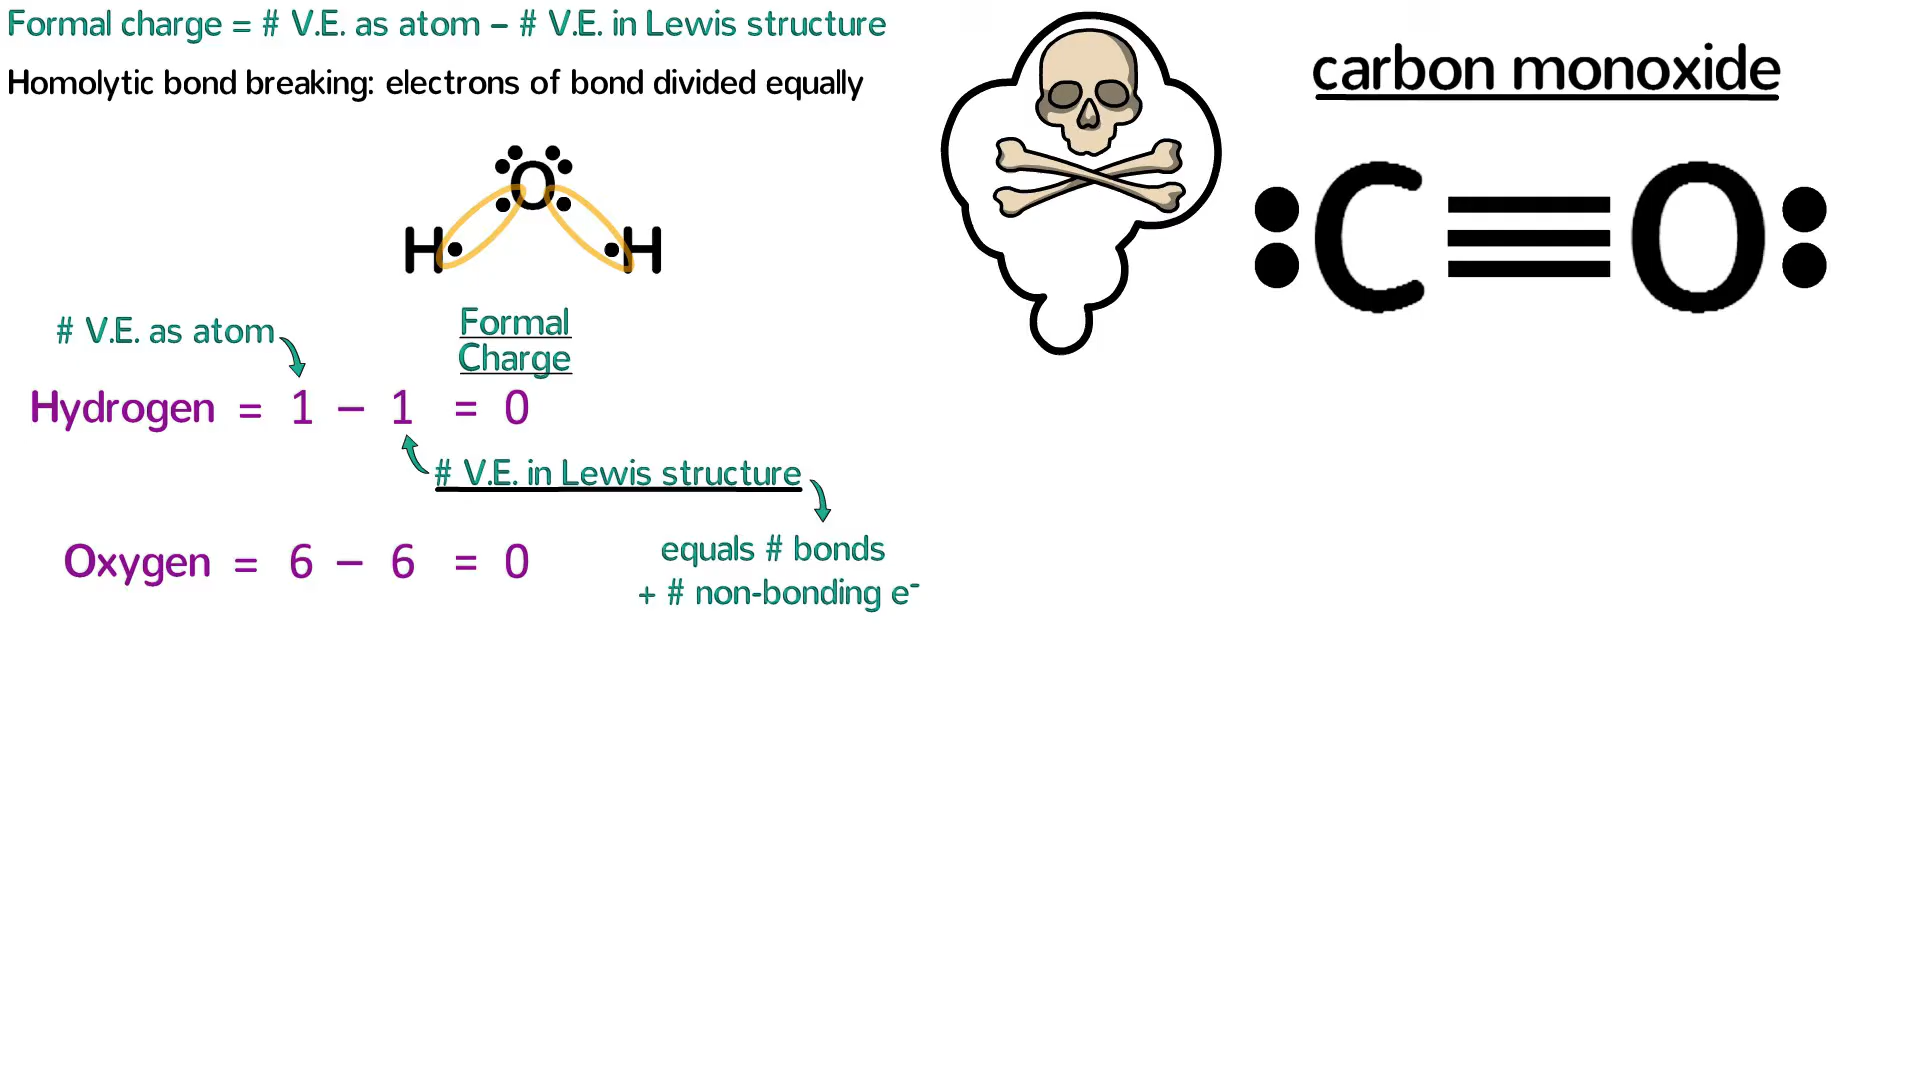 Formal charge = # V.E. as atom – # V.E. in Lewis structure
Homolytic bond breaking: electrons of bond divided equally
O
H H
# V.E. as atom
Formal
Charge
Hydrogen = 1 – 1 = 0
# V.E. in Lewis structure
equals # bonds
+ # non-bonding e⁻
Oxygen = 6 – 6 = 0
carbon monoxide
:C≡O: